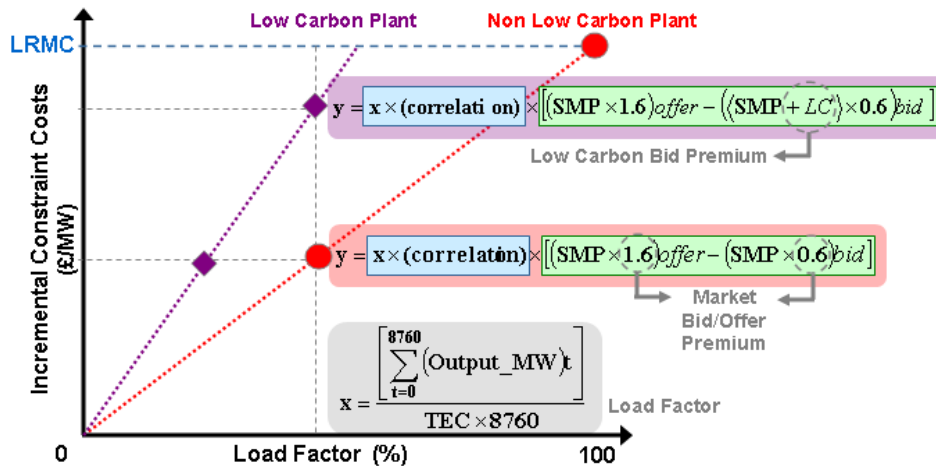 Low Carbon Plant
Non Low Carbon Plant
LRMC
Incremental Constraint Costs
(£/MW)
y = x × (correlati on) × [(SMP × 1.6)offer − (⟨SMP + LC⟩ × 0.6)bid]
Low Carbon Bid Premium
y = x × (correlation) × [(SMP × 1.6)offer − (SMP × 0.6)bid]
Market
Bid/Offer
Premium
x = [8760 ∑ t=0 (Output_MW)t] / TEC × 8760
Load Factor
0
Load Factor (%)
100